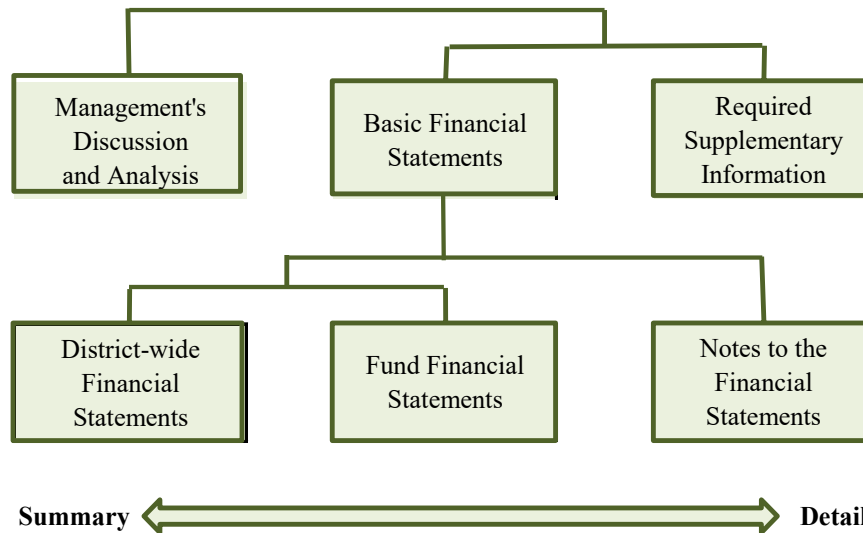 Management's
Discussion
and Analysis
Basic Financial
Statements
Required
Supplementary
Information
District-wide
Financial
Statements
Fund Financial
Statements
Notes to the
Financial
Statements
Summary
Detail